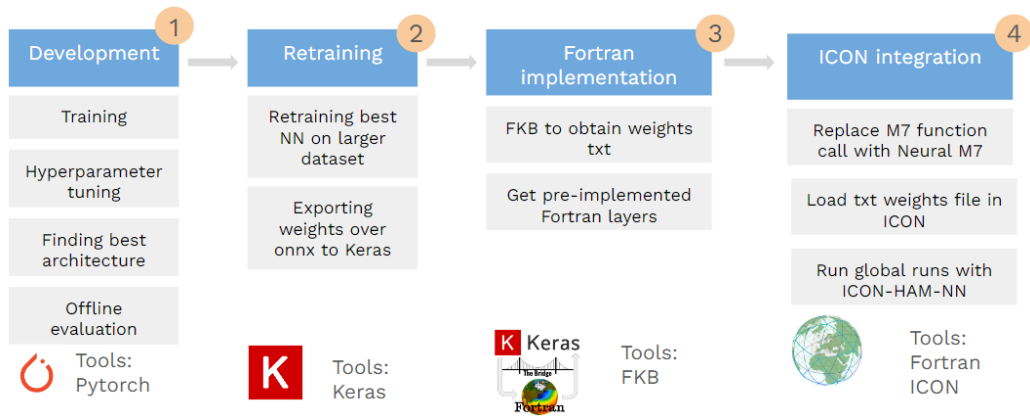 1
Development
Training
Hyperparameter
tuning
Finding best
architecture
Offline
evaluation
Tools:
Pytorch
2
Retraining
Retraining best
NN on larger
dataset
Exporting
weights over
onnx to Keras
K
Tools:
Keras
3
Fortran
implementation
FKB to obtain weights
txt
Get pre-implemented
Fortran layers
K Keras
The Bridge
Fortran
Tools:
FKB
4
ICON integration
Replace M7 function
call with Neural M7
Load txt weights file in
ICON
Run global runs with
ICON-HAM-NN
Tools:
Fortran
ICON